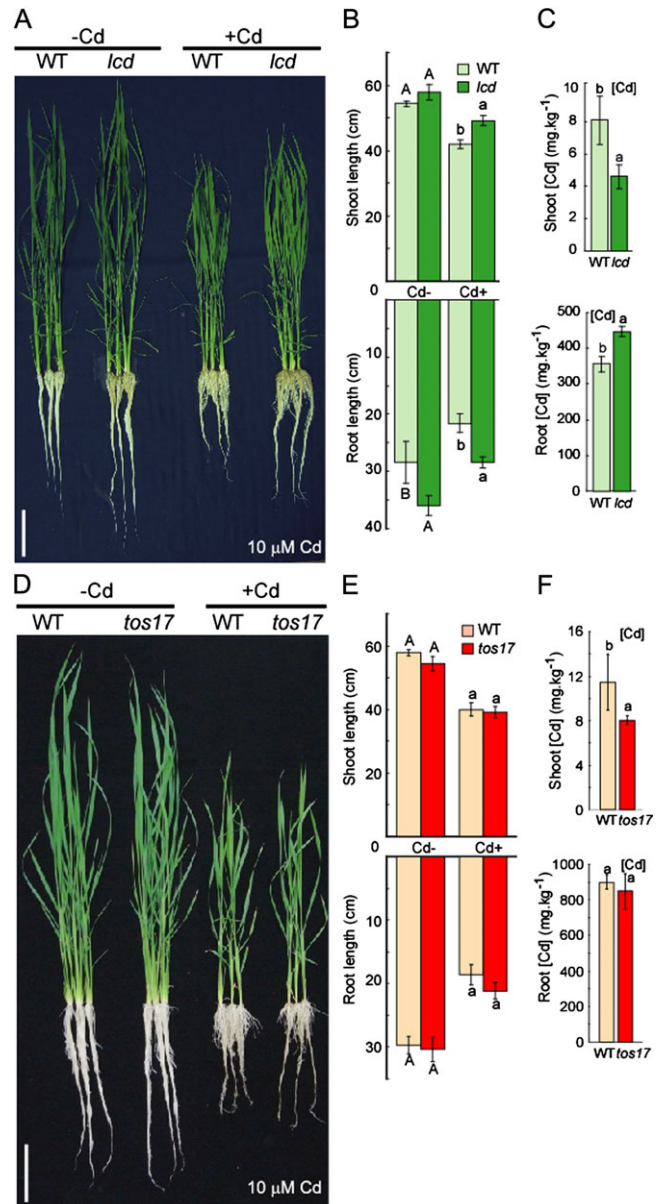 A
-Cd +Cd
WT lcd WT lcd
10 µM Cd
B
WT
lcd
Shoot length (cm)
60
40
20
0
A A
b a
Cd- Cd+
Root length (cm)
10
20
30
40
B A
b a
C
Shoot [Cd] (mg.kg-1)
10
8
6
4
2
0
b [Cd]
a
WT lcd
Root [Cd] (mg.kg-1)
500
400
300
200
100
0
[Cd] a
b
WT lcd
D
-Cd +Cd
WT tos17 WT tos17
10 µM Cd
E
WT
tos17
Shoot length (cm)
60
40
20
0
A A
a a
Cd- Cd+
Root length (cm)
10
20
30
A A
a a
F
Shoot [Cd] (mg.kg-1)
16
12
8
4
0
b [Cd]
a
WT tos17
Root [Cd] (mg.kg-1)
1000
800
600
400
200
0
a [Cd]
a
WT tos17